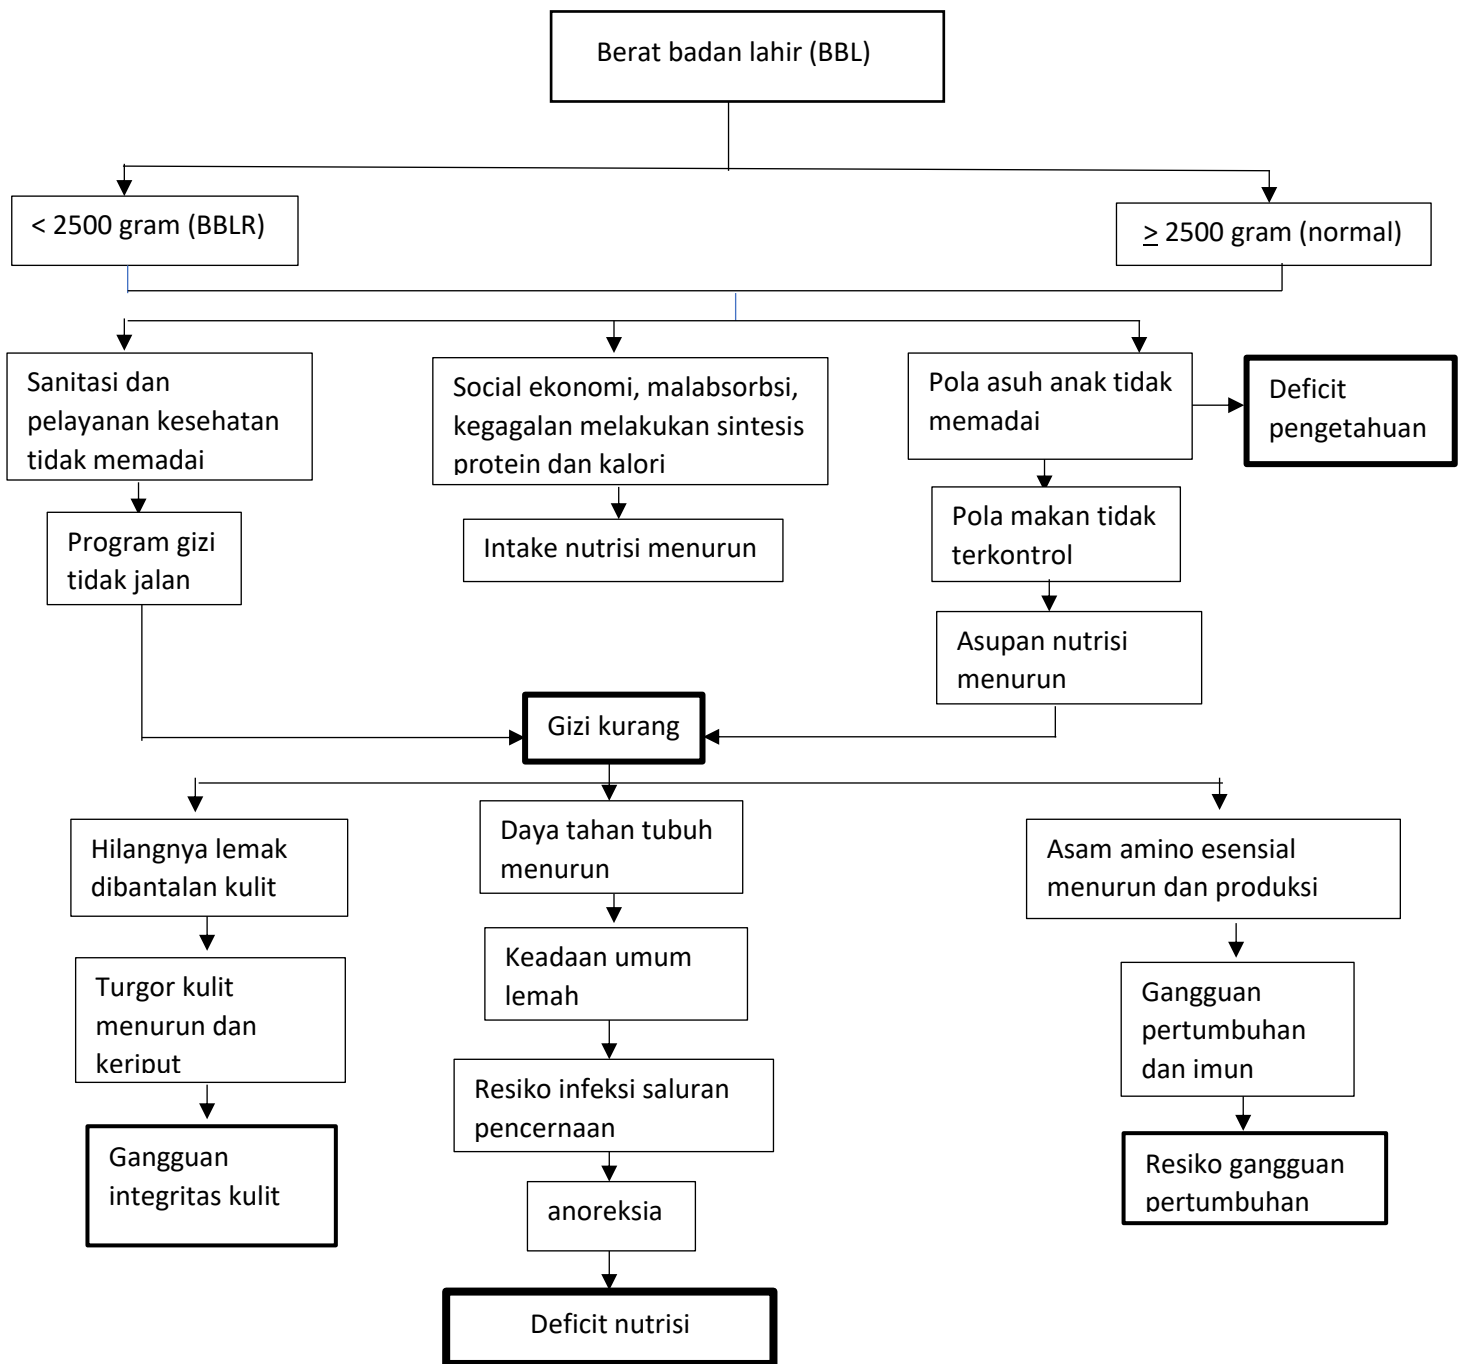 Berat badan lahir (BBL)
< 2500 gram (BBLR)
≥ 2500 gram (normal)
Sanitasi dan
pelayanan kesehatan
tidak memadai
Social ekonomi, malabsorbsi,
kegagalan melakukan sintesis
protein dan kalori
Pola asuh anak tidak
memadai
Deficit
pengetahuan
Program gizi
tidak jalan
Intake nutrisi menurun
Pola makan tidak
terkontrol
Asupan nutrisi
menurun
Gizi kurang
Hilangnya lemak
dibantalan kulit
Daya tahan tubuh
menurun
Asam amino esensial
menurun dan produksi
Turgor kulit
menurun dan
keriput
Keadaan umum
lemah
Gangguan
pertumbuhan
dan imun
Resiko infeksi saluran
pencernaan
Gangguan
integritas kulit
Resiko gangguan
pertumbuhan
anoreksia
Deficit nutrisi